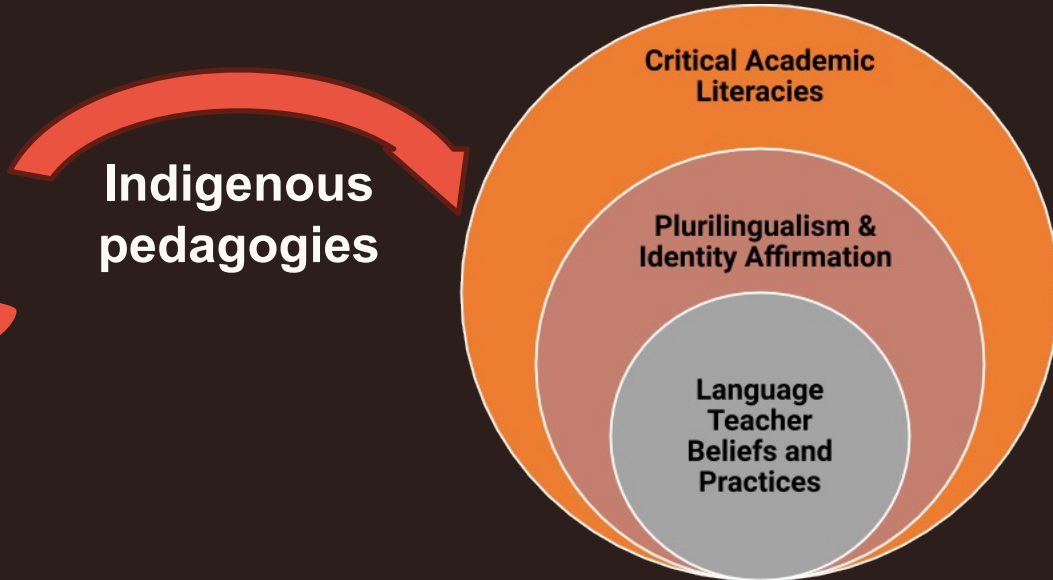 Indigenous
pedagogies
Critical Academic
Literacies
Plurilingualism &
Identity Affirmation
Language
Teacher
Beliefs and
Practices